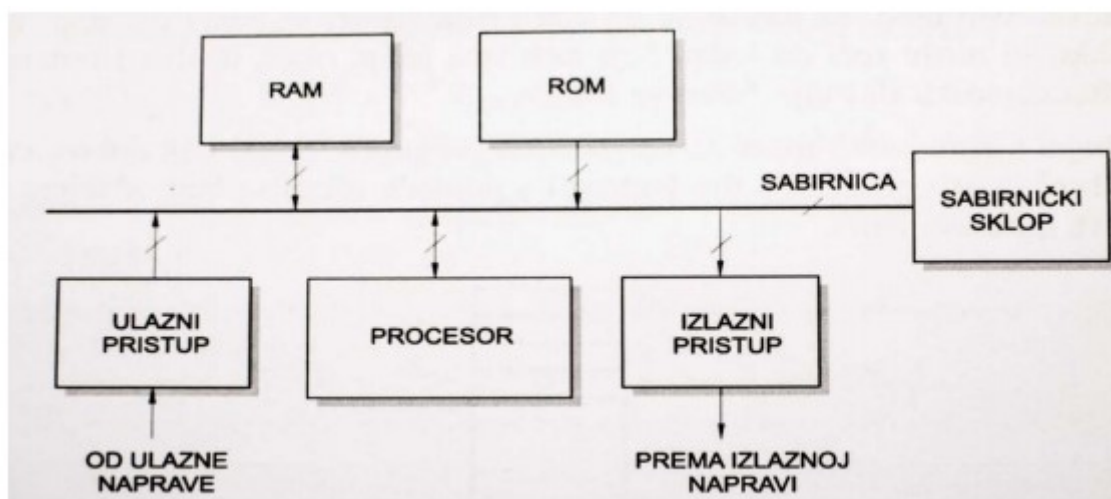 RAM
ROM
SABIRNICA
SABIRNIČKI
SKLOP
ULAZNI
PRISTUP
PROCESOR
IZLAZNI
PRISTUP
OD ULAZNE
NAPRAVE
PREMA IZLAZNOJ
NAPRAVI